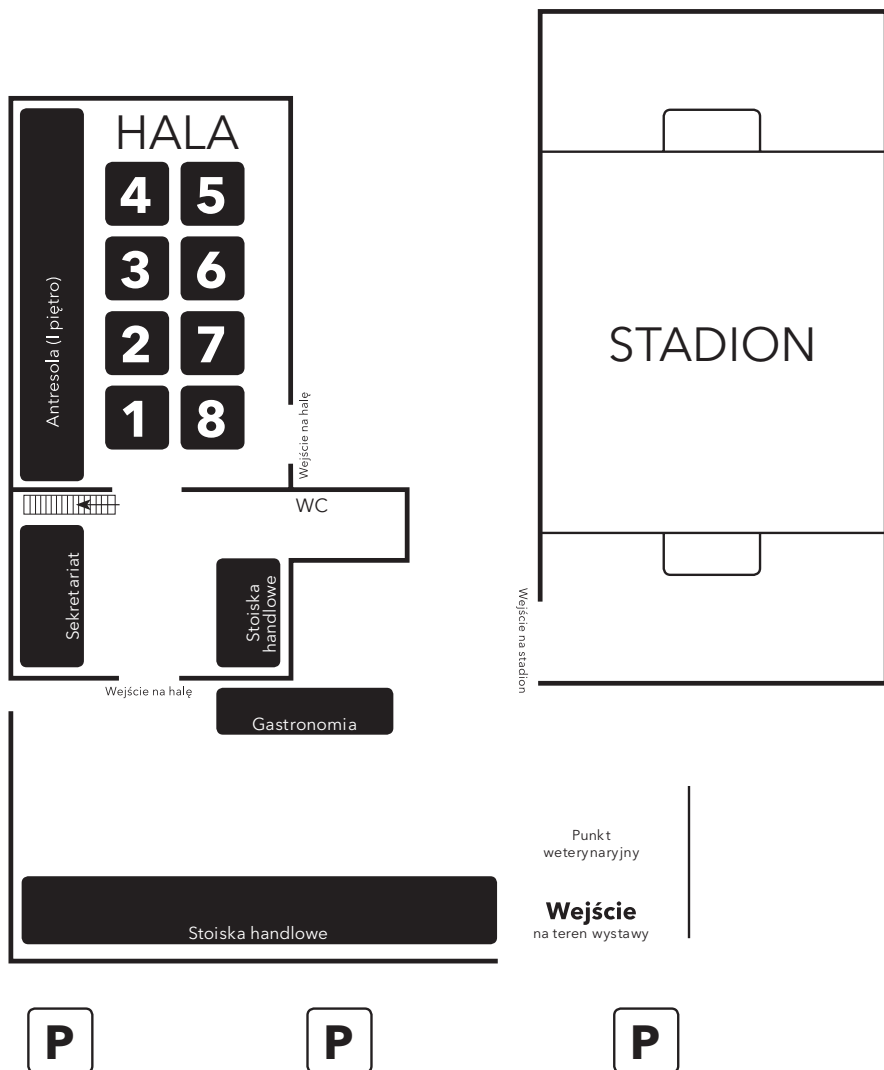 HALA
4 5
3 6
2 7
1 8
Antresola (I piętro)
Wejście na halę
WC
STADION
Sekretariat
Stoiska
handlowe
Wejście na halę
Wejście na stadion
Gastronomia
Punkt
weterynaryjny
Wejście
na teren wystawy
Stoiska handlowe
P P P